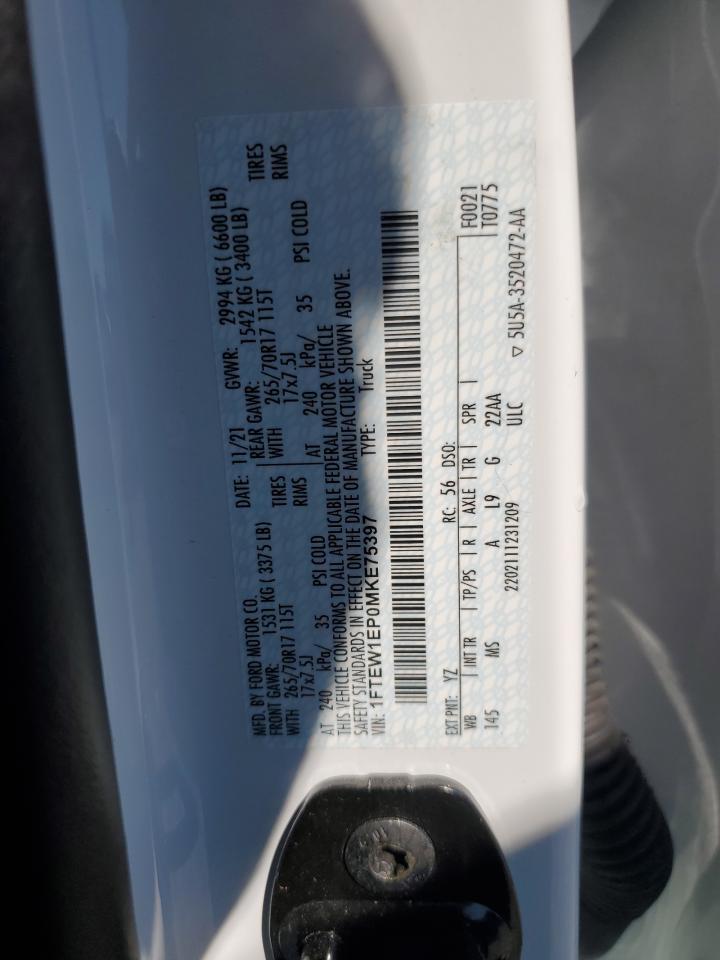 MFD. BY FORD MOTOR CO. DATE: 11/21 GVWR: 2994 KG ( 6600 LB)
FRONT GAWR: 1531 KG ( 3375 LB) REAR GAWR: 1542 KG ( 3400 LB)
WITH 265/70R17 115T TIRES WITH 265/70R17 115T TIRES
17x7.5J RIMS 17x7.5J RIMS
AT 240 kPa/ 35 PSI COLD AT 240 kPa/ 35 PSI COLD
THIS VEHICLE CONFORMS TO ALL APPLICABLE FEDERAL MOTOR VEHICLE
SAFETY STANDARDS IN EFFECT ON THE DATE OF MANUFACTURE SHOWN ABOVE.
VIN: 1FTEW1EP0MKE75397 TYPE: Truck
EXT PNT: YZ RC: 56 DSO: F0021
WB INT TR TP/PS R AXLE TR SPR T0775
145 MS A L9 G 22AA
2202111231209 ULC ▽ 5U5A-3520472-AA